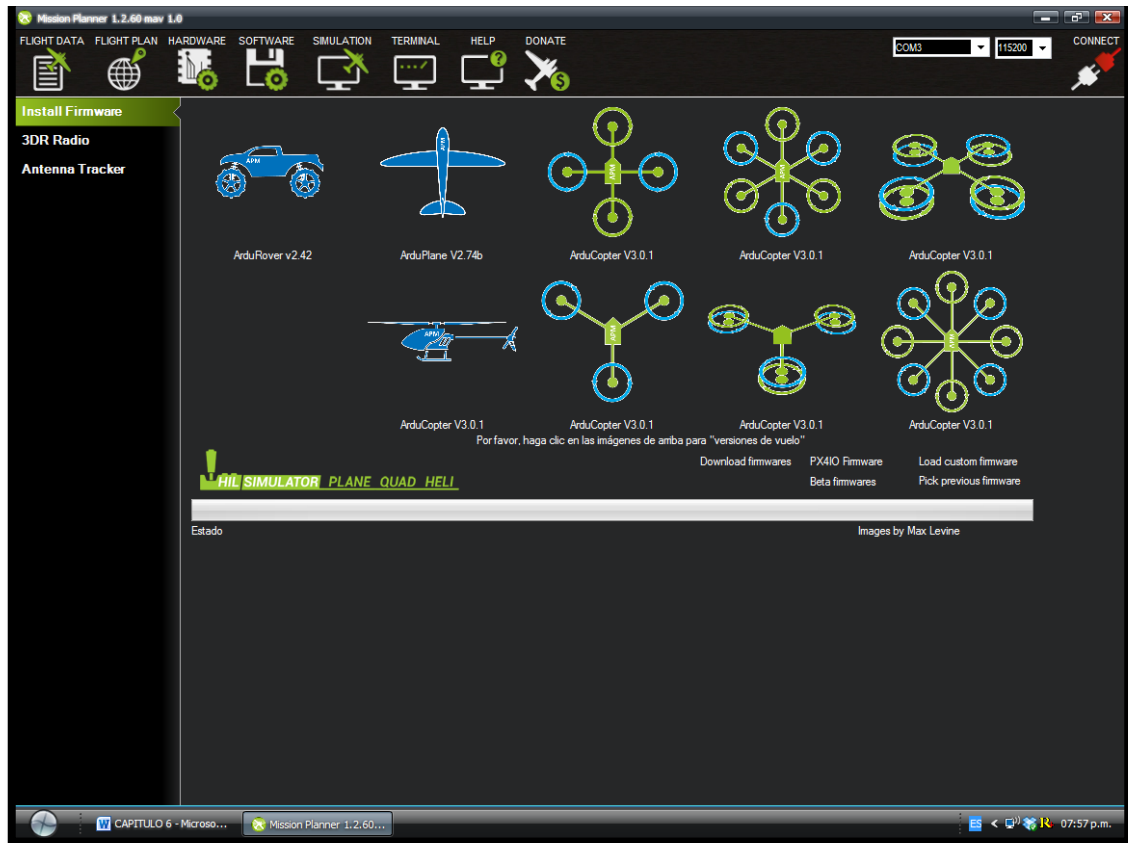 Mission Planner 1.2.60 mav 1.0
FLIGHT DATA FLIGHT PLAN HARDWARE SOFTWARE SIMULATION TERMINAL HELP DONATE
COM3 115200 CONNECT
Install Firmware
3DR Radio
Antenna Tracker
APM APM APM APM
ArduRover v2.42 ArduPlane V2.74b ArduCopter V3.0.1 ArduCopter V3.0.1 ArduCopter V3.0.1
APM APM APM
ArduCopter V3.0.1 ArduCopter V3.0.1 ArduCopter V3.0.1 ArduCopter V3.0.1
Por favor, haga clic en las imágenes de arriba para "versiones de vuelo"
Download firmwares PX4IO Firmware Load custom firmware
HIL SIMULATOR PLANE QUAD HELI
Beta firmwares Pick previous firmware
Estado Images by Max Levine
CAPITULO 6 - Microso... Mission Planner 1.2.60... ES 07:57 p.m.